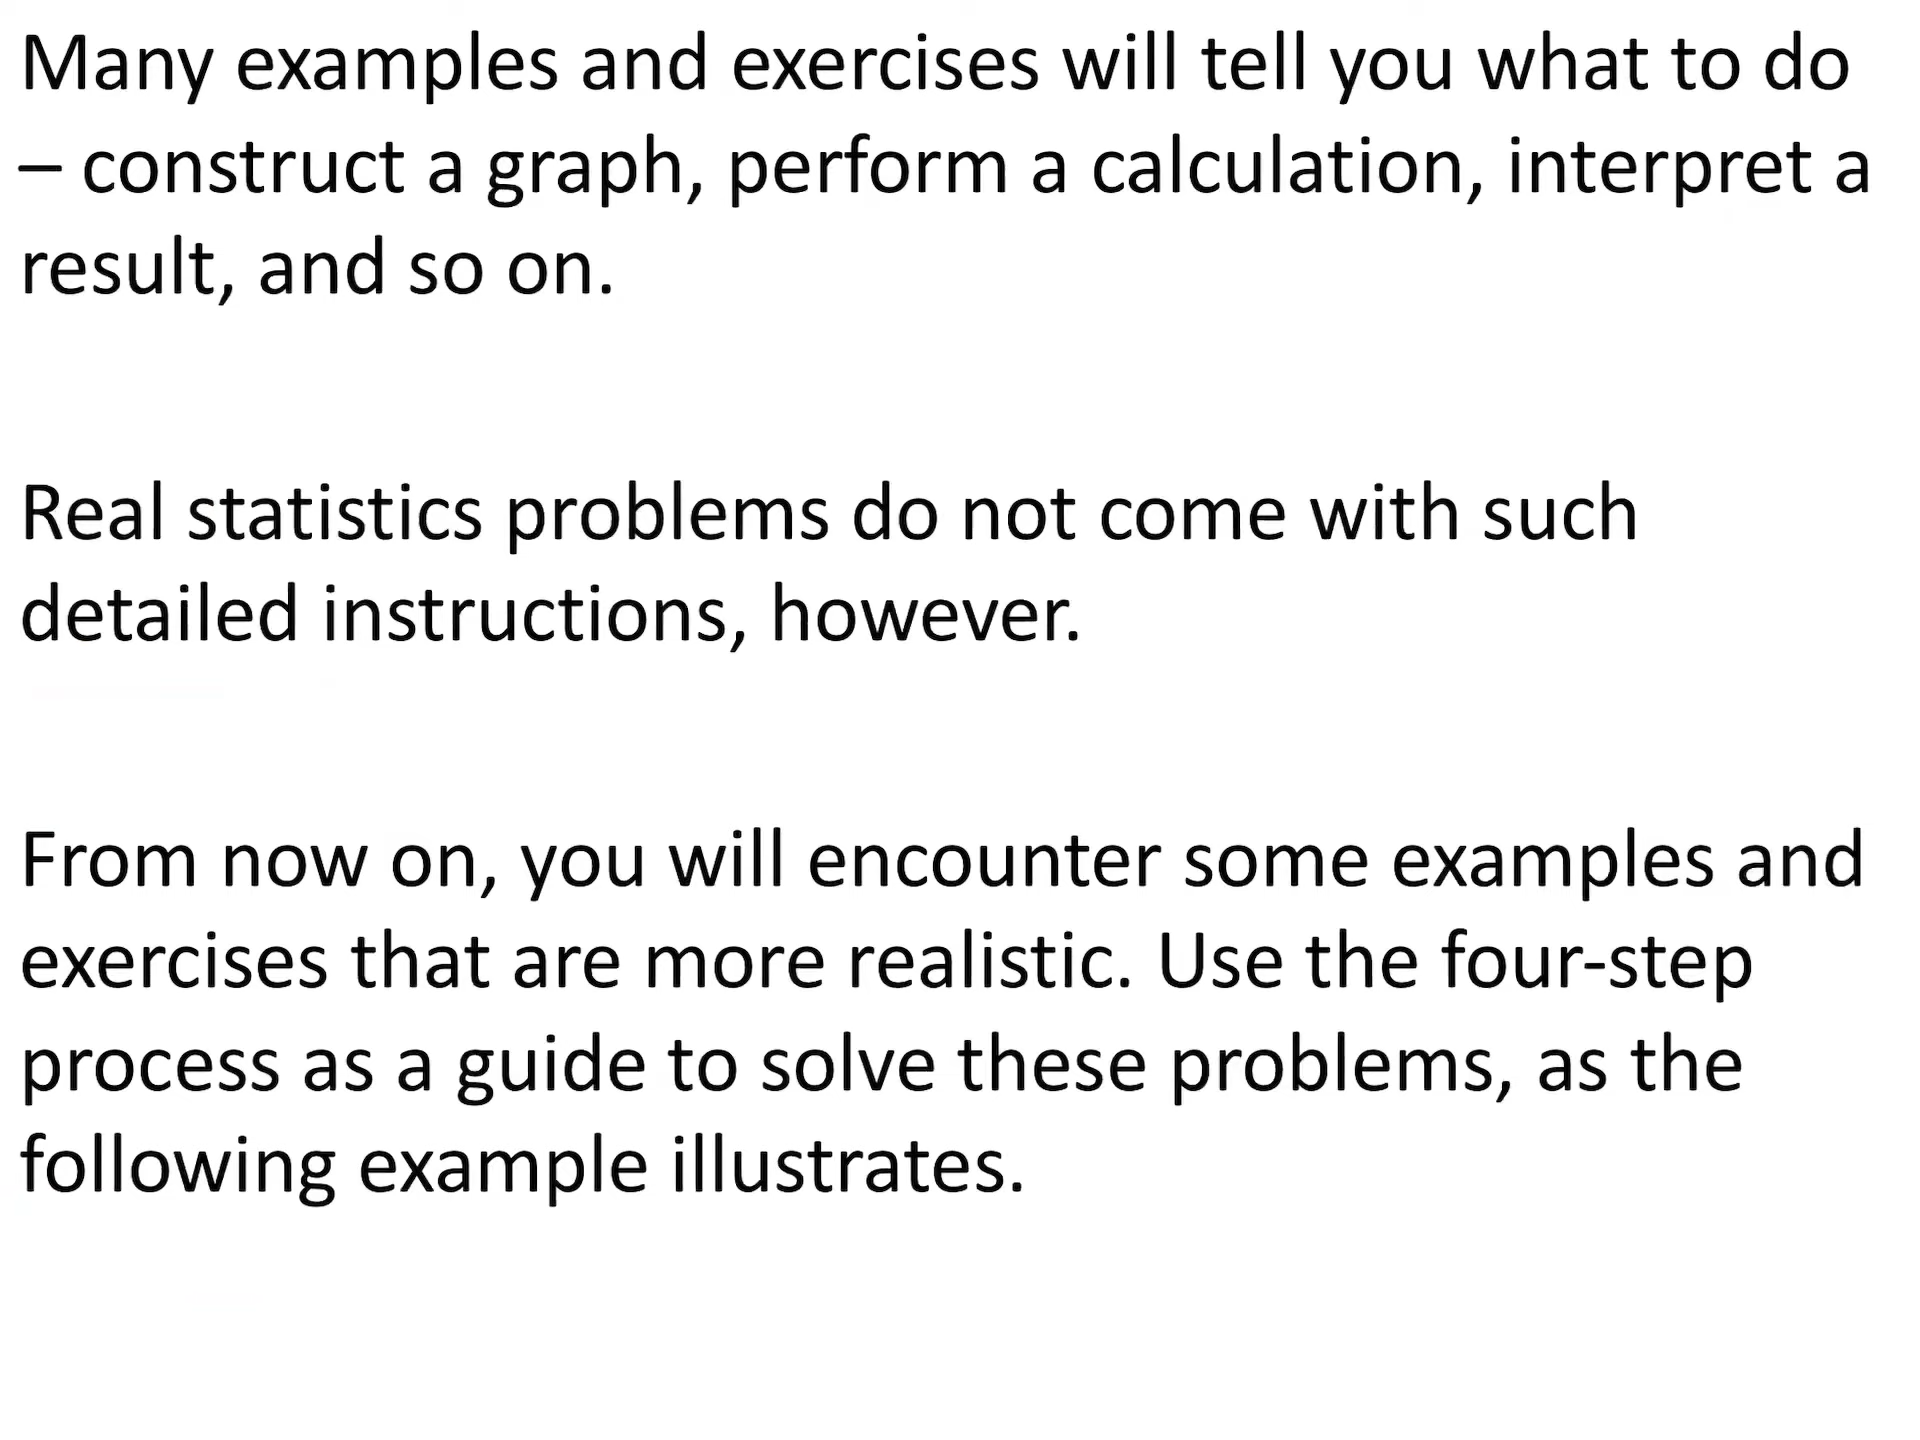 Many examples and exercises will tell you what to do
– construct a graph, perform a calculation, interpret a
result, and so on.
Real statistics problems do not come with such
detailed instructions, however.
From now on, you will encounter some examples and
exercises that are more realistic. Use the four-step
process as a guide to solve these problems, as the
following example illustrates.